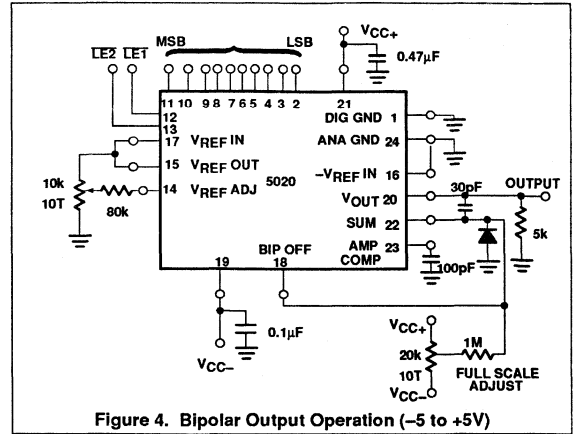 LE2 LE1 MSB LSB VCC+
0.47μF
11 10 9 8 7 6 5 4 3 2 21
12
13
DIG GND 1
17 VREF IN
ANA GND 24
15 VREF OUT
5020
–VREF IN 16
10k
10T
80k
14 VREF ADJ
VOUT 20
30pF
OUTPUT
SUM 22
5k
BIP OFF
AMP
COMP
23
100pF
19 18
0.1μF
VCC–
VCC+
20k
10T
1M
VCC–
FULL SCALE
ADJUST
Figure 4. Bipolar Output Operation (–5 to +5V)